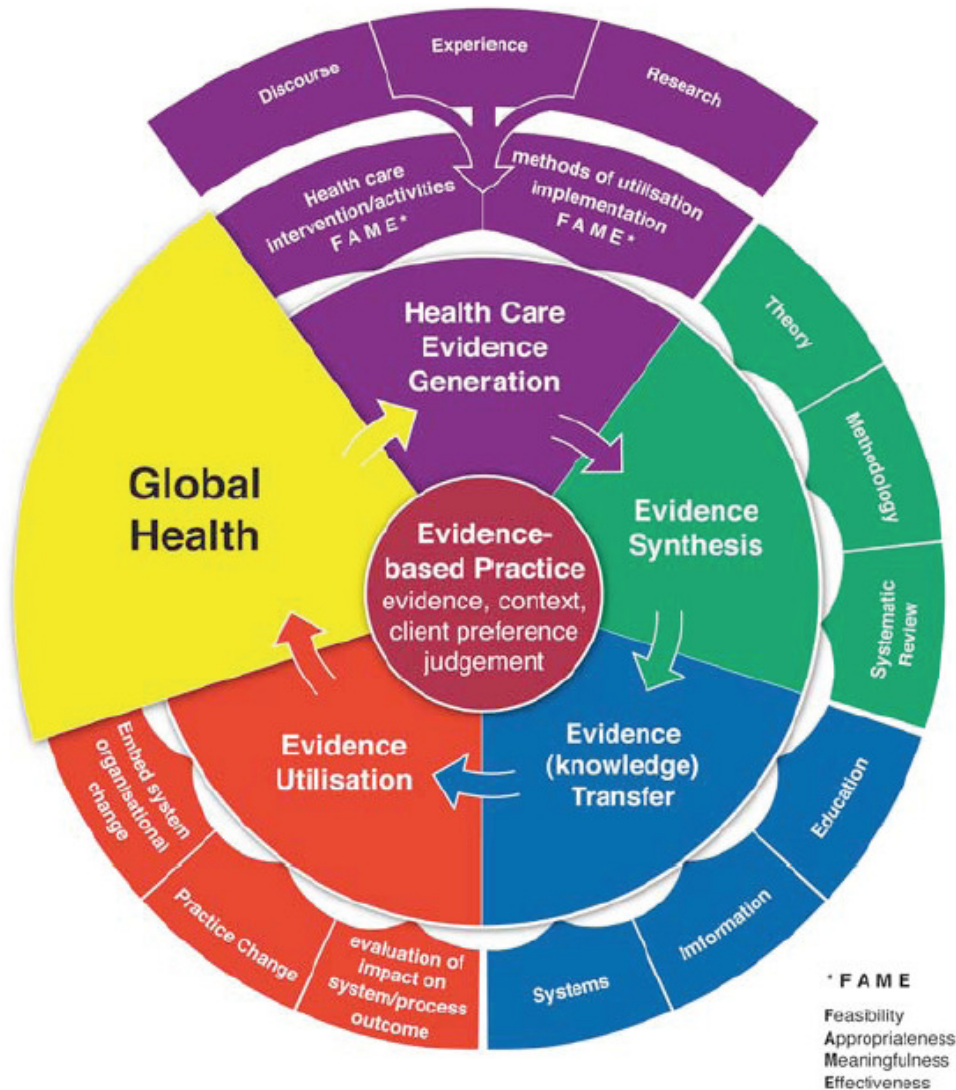 Discourse
Experience
Research
Health care
intervention/activities
F A M E*
methods of utilisation
implementation
F A M E*
Health Care
Evidence
Generation
Theory
Methodology
Systematic
Review
Evidence
Synthesis
Global
Health
Evidence-
based Practice
evidence, context,
client preference
judgement
Evidence
(knowledge)
Transfer
Education
Imformation
Systems
Evidence
Utilisation
Embed system
organisational
change
Practice Change
evaluation of
impact on
system/process
outcome
* F A M E
Feasibility
Appropriateness
Meaningfulness
Effectiveness